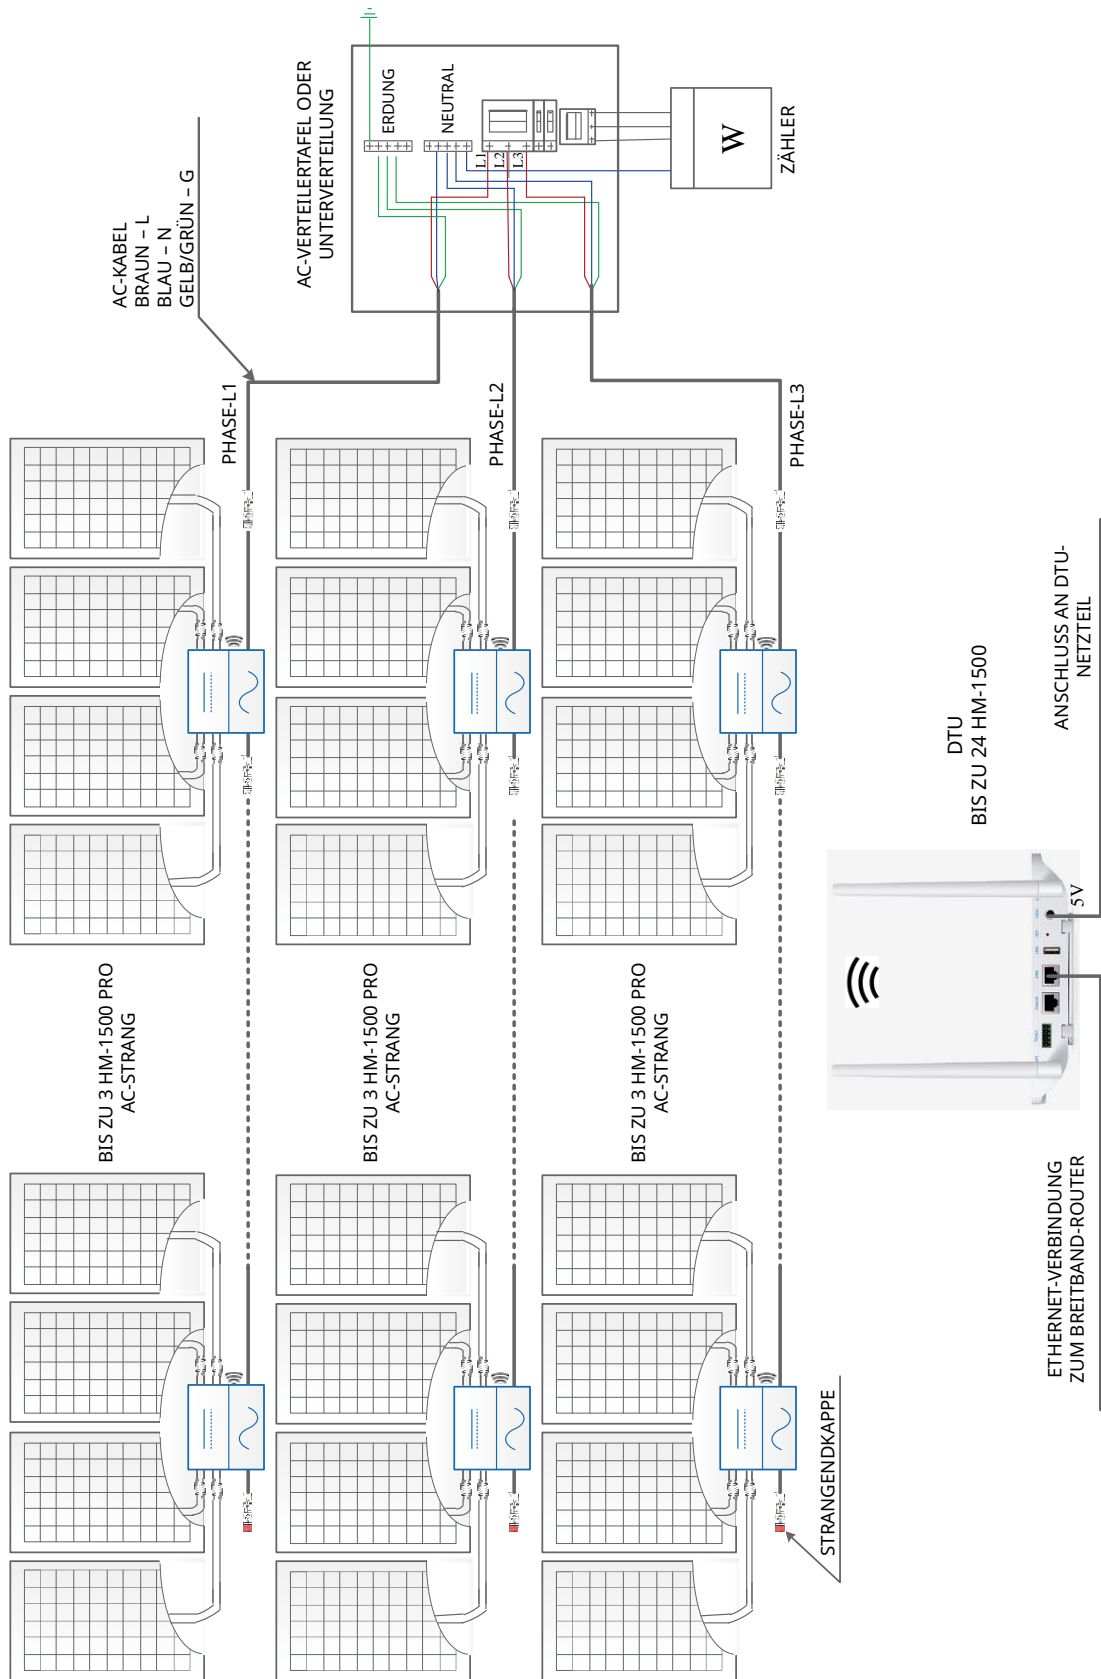 AC-KABEL
BRAUN – L
BLAU – N
GELB/GRÜN – G
AC-VERTEILERTAFEL ODER
UNTERVERTEILUNG
ERDUNG
NEUTRAL
L1
L2
L3
W
ZÄHLER
PHASE-L1
PHASE-L2
PHASE-L3
BIS ZU 3 HM-1500 PRO
AC-STRANG
BIS ZU 3 HM-1500 PRO
AC-STRANG
BIS ZU 3 HM-1500 PRO
AC-STRANG
STRANGENDKAPPE
DTU
BIS ZU 24 HM-1500
ANSCHLUSS AN DTU-
NETZTEIL
5V
ETHERNET-VERBINDUNG
ZUM BREITBAND-ROUTER